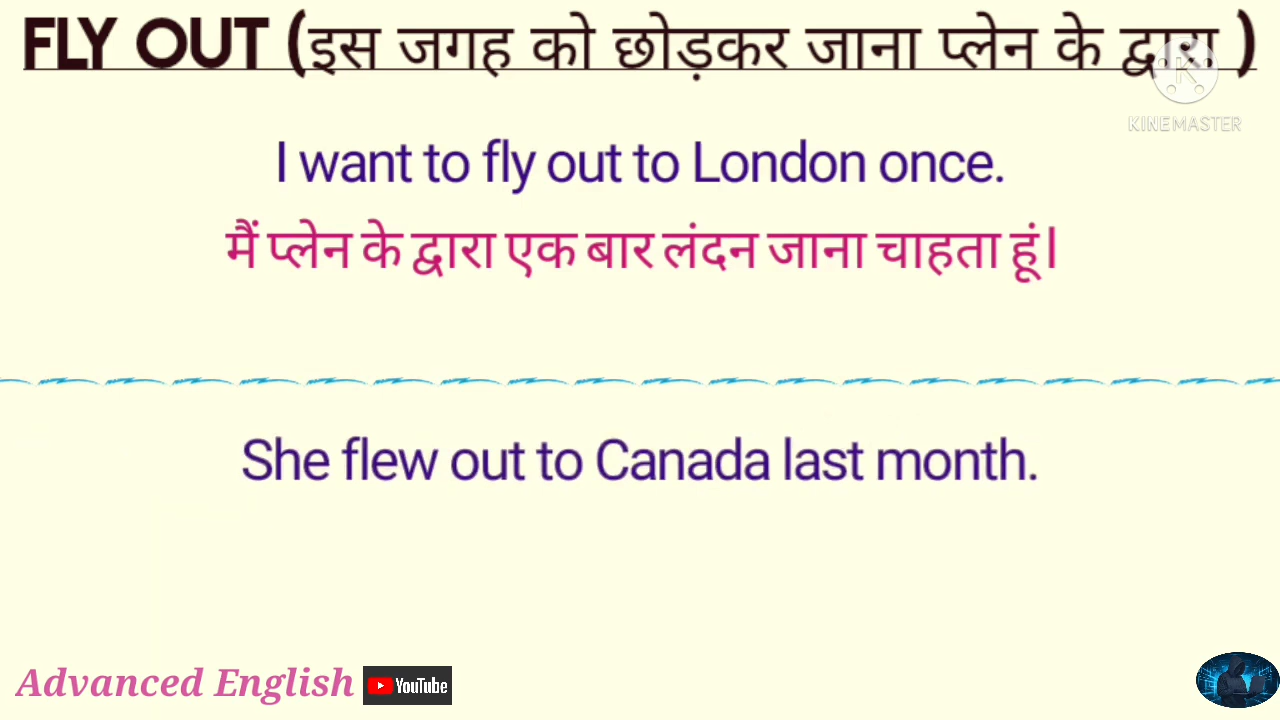 FLY OUT (इस जगह को छोड़कर जाना प्लेन के द्वारा )
KINEMASTER
I want to fly out to London once.
मैं प्लेन के द्वारा एक बार लंदन जाना चाहता हूं।
She flew out to Canada last month.
Advanced English YouTube